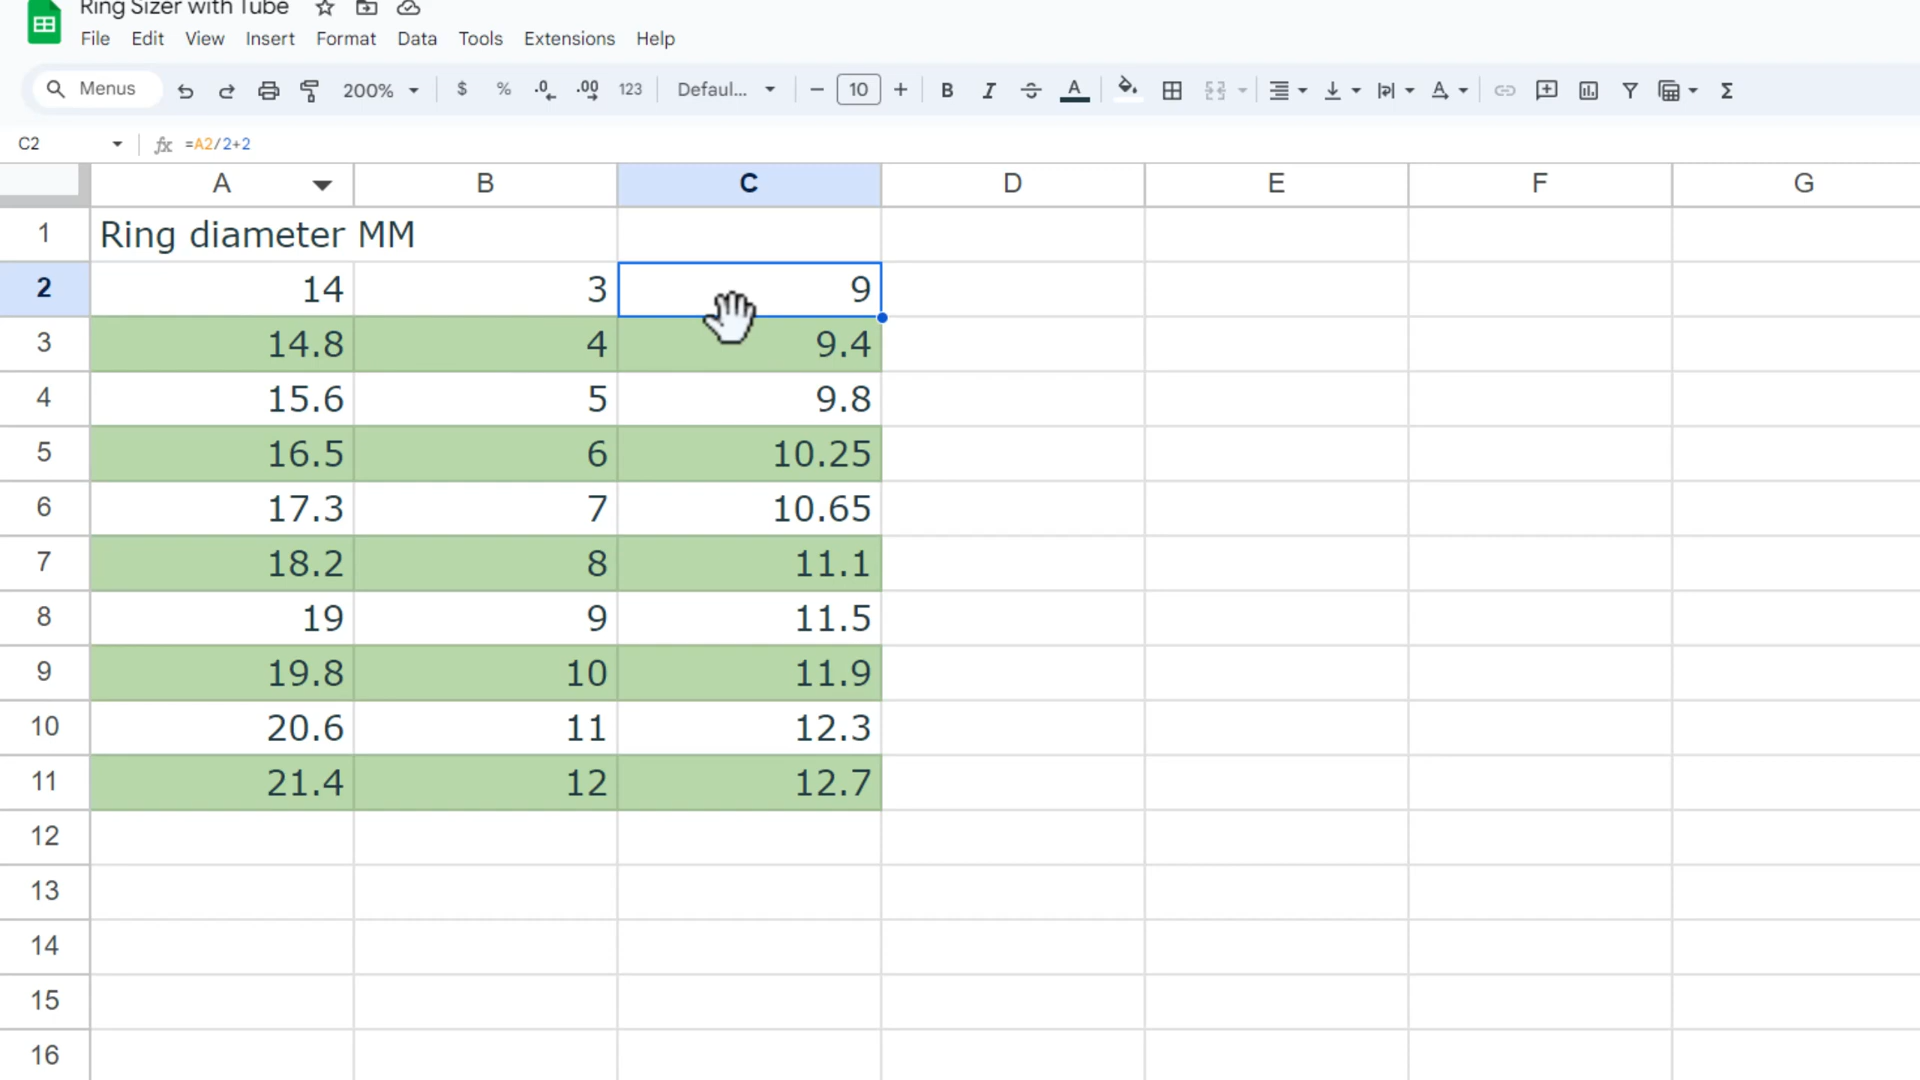 Ring Sizer with Tube
File Edit View Insert Format Data Tools Extensions Help
Menus 200% $ % .0 .00 123 Defaul... − 10 + B I A Σ
C2 fx =A2/2+2
A B C D E F G
1 Ring diameter MM
2 14 3 9
3 14.8 4 9.4
4 15.6 5 9.8
5 16.5 6 10.25
6 17.3 7 10.65
7 18.2 8 11.1
8 19 9 11.5
9 19.8 10 11.9
10 20.6 11 12.3
11 21.4 12 12.7
12
13
14
15
16